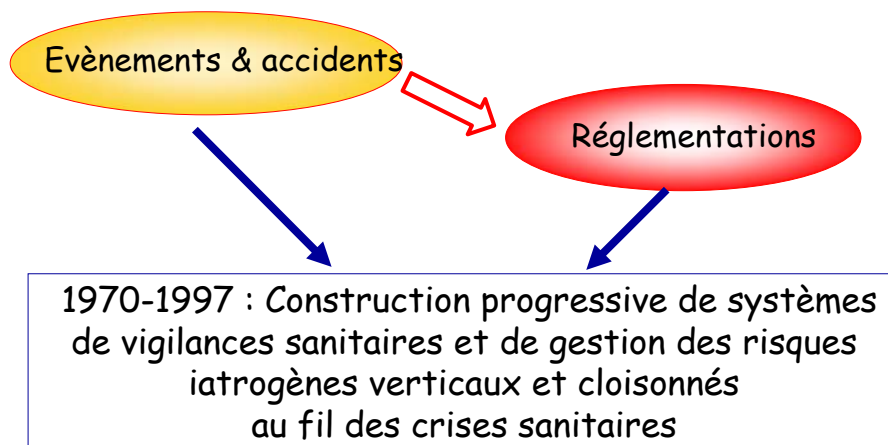 Evènements & accidents
Réglementations
1970-1997 : Construction progressive de systèmes
de vigilances sanitaires et de gestion des risques
iatrogènes verticaux et cloisonnés
au fil des crises sanitaires